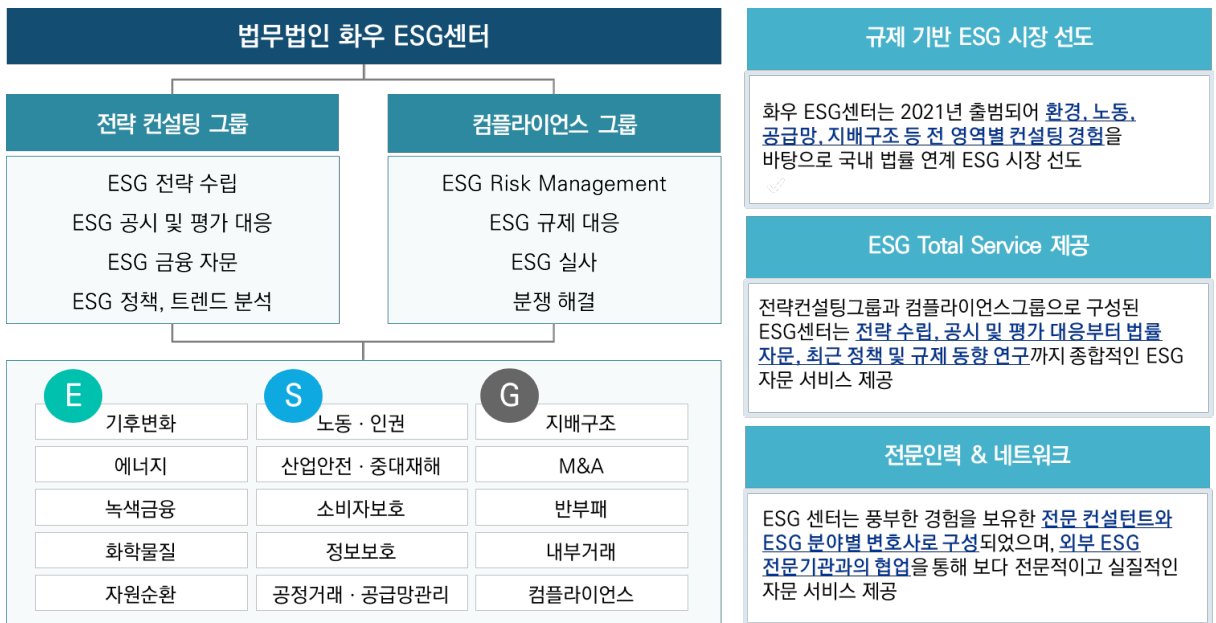 법무법인 화우 ESG센터
전략 컨설팅 그룹
ESG 전략 수립
ESG 공시 및 평가 대응
ESG 금융 자문
ESG 정책, 트렌드 분석
컴플라이언스 그룹
ESG Risk Management
ESG 규제 대응
ESG 실사
분쟁 해결
E
기후변화
에너지
녹색금융
화학물질
자원순환
S
노동 · 인권
산업안전 · 중대재해
소비자보호
정보보호
공정거래 · 공급망관리
G
지배구조
M&A
반부패
내부거래
컴플라이언스
규제 기반 ESG 시장 선도
화우 ESG센터는 2021년 출범되어 환경, 노동,
공급망, 지배구조 등 전 영역별 컨설팅 경험을
바탕으로 국내 법률 연계 ESG 시장 선도
ESG Total Service 제공
전략컨설팅그룹과 컴플라이언스그룹으로 구성된
ESG센터는 전략 수립, 공시 및 평가 대응부터 법률
자문, 최근 정책 및 규제 동향 연구까지 종합적인 ESG
자문 서비스 제공
전문인력 & 네트워크
ESG 센터는 풍부한 경험을 보유한 전문 컨설턴트와
ESG 분야별 변호사로 구성되었으며, 외부 ESG
전문기관과의 협업을 통해 보다 전문적이고 실질적인
자문 서비스 제공